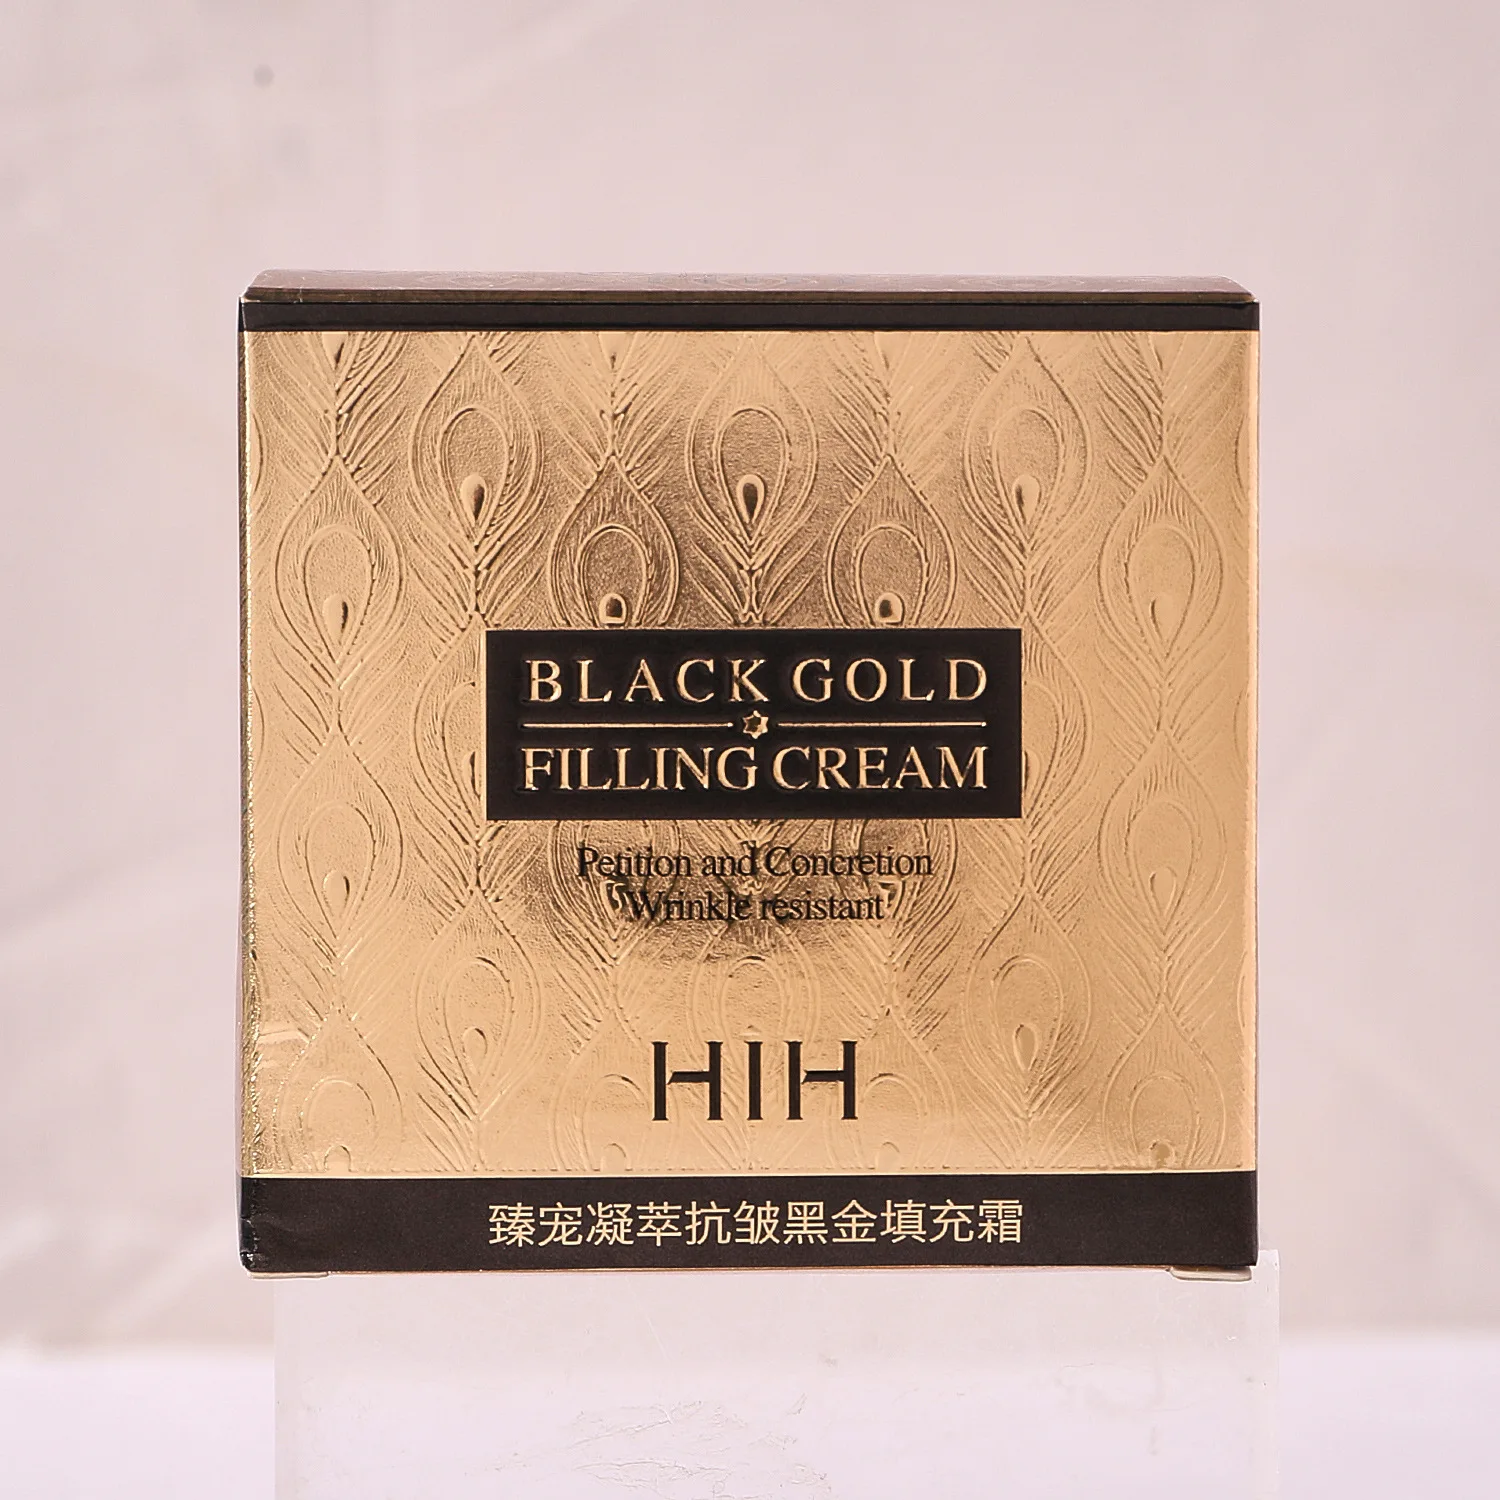 BLACK GOLD
FILLING CREAM
Petition and Concretion
Wrinkle resistant
HIH
臻宠凝萃抗皱黑金填充霜